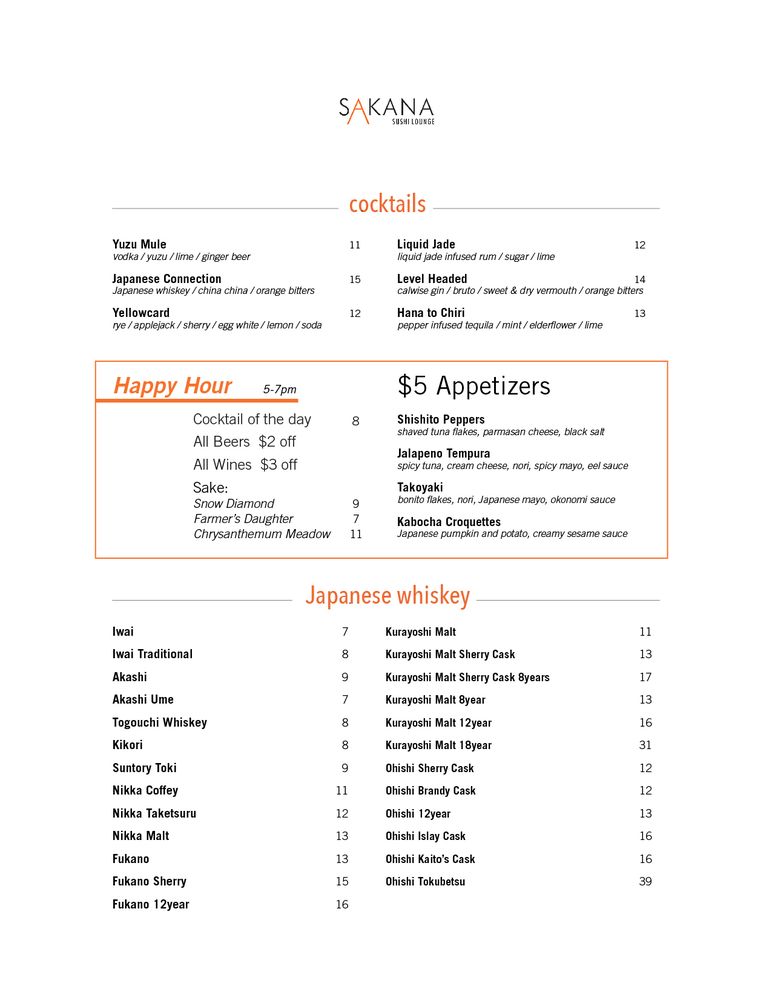 SAKANA
SUSHI LOUNGE
cocktails
Yuzu Mule 11
vodka / yuzu / lime / ginger beer
Japanese Connection 15
Japanese whiskey / china china / orange bitters
Yellowcard 12
rye / applejack / sherry / egg white / lemon / soda
Liquid Jade 12
liquid jade infused rum / sugar / lime
Level Headed 14
calwise gin / bruto / sweet & dry vermouth / orange bitters
Hana to Chiri 13
pepper infused tequila / mint / elderflower / lime
Happy Hour 5-7pm
Cocktail of the day 8
All Beers $2 off
All Wines $3 off
Sake:
Snow Diamond 9
Farmer's Daughter 7
Chrysanthemum Meadow 11
$5 Appetizers
Shishito Peppers
shaved tuna flakes, parmasan cheese, black salt
Jalapeno Tempura
spicy tuna, cream cheese, nori, spicy mayo, eel sauce
Takoyaki
bonito flakes, nori, Japanese mayo, okonomi sauce
Kabocha Croquettes
Japanese pumpkin and potato, creamy sesame sauce
Japanese whiskey
Iwai 7
Iwai Traditional 8
Akashi 9
Akashi Ume 7
Togouchi Whiskey 8
Kikori 8
Suntory Toki 9
Nikka Coffey 11
Nikka Taketsuru 12
Nikka Malt 13
Fukano 13
Fukano Sherry 15
Fukano 12year 16
Kurayoshi Malt 11
Kurayoshi Malt Sherry Cask 13
Kurayoshi Malt Sherry Cask 8years 17
Kurayoshi Malt 8year 13
Kurayoshi Malt 12year 16
Kurayoshi Malt 18year 31
Ohishi Sherry Cask 12
Ohishi Brandy Cask 12
Ohishi 12year 13
Ohishi Islay Cask 16
Ohishi Kaito's Cask 16
Ohishi Tokubetsu 39